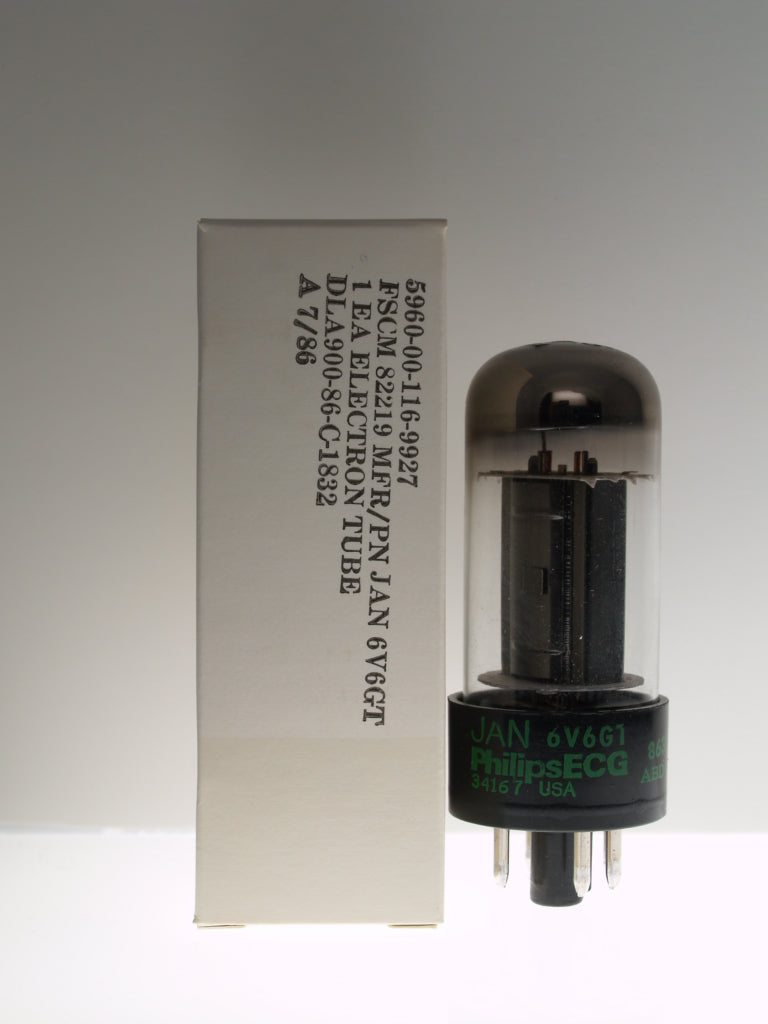 5960-00-116-9927
FSCM 82219 MFR/PN JAN 6V6GT
1 EA ELECTRON TUBE
DLA900-86-C-1832
A 7/86
JAN 6V6GT
PhilipsECG
34167 USA